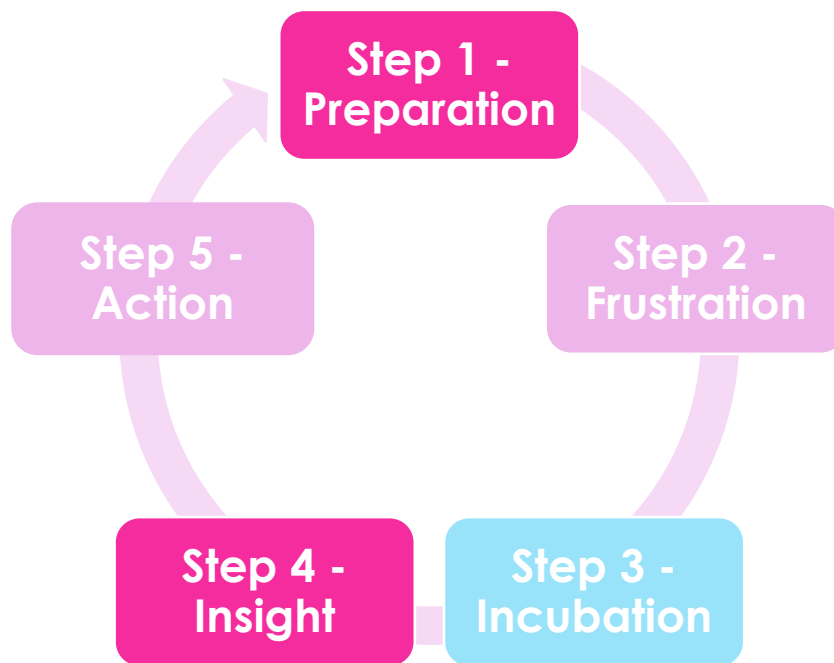 Step 1 -
Preparation
Step 2 -
Frustration
Step 3 -
Incubation
Step 4 -
Insight
Step 5 -
Action